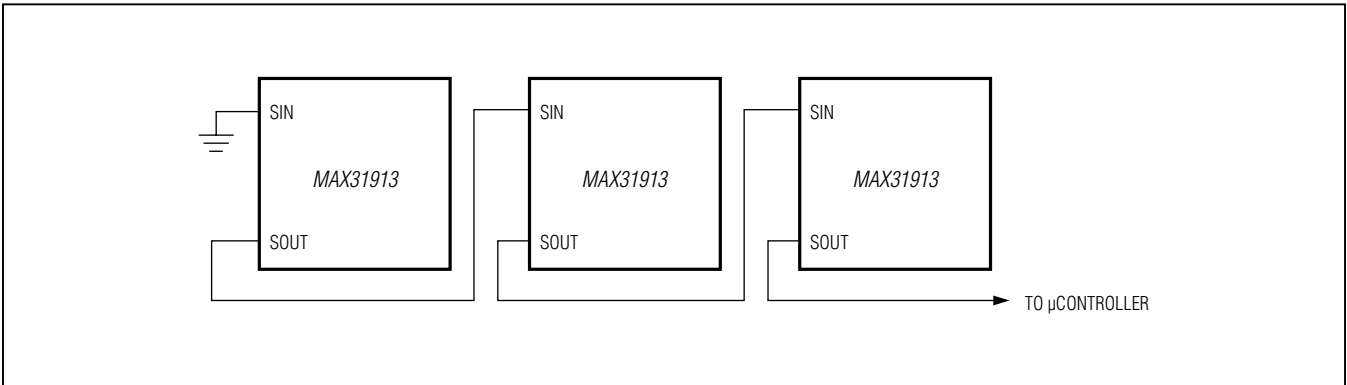 SIN
MAX31913
SOUT
SIN
MAX31913
SOUT
SIN
MAX31913
SOUT
TO µCONTROLLER